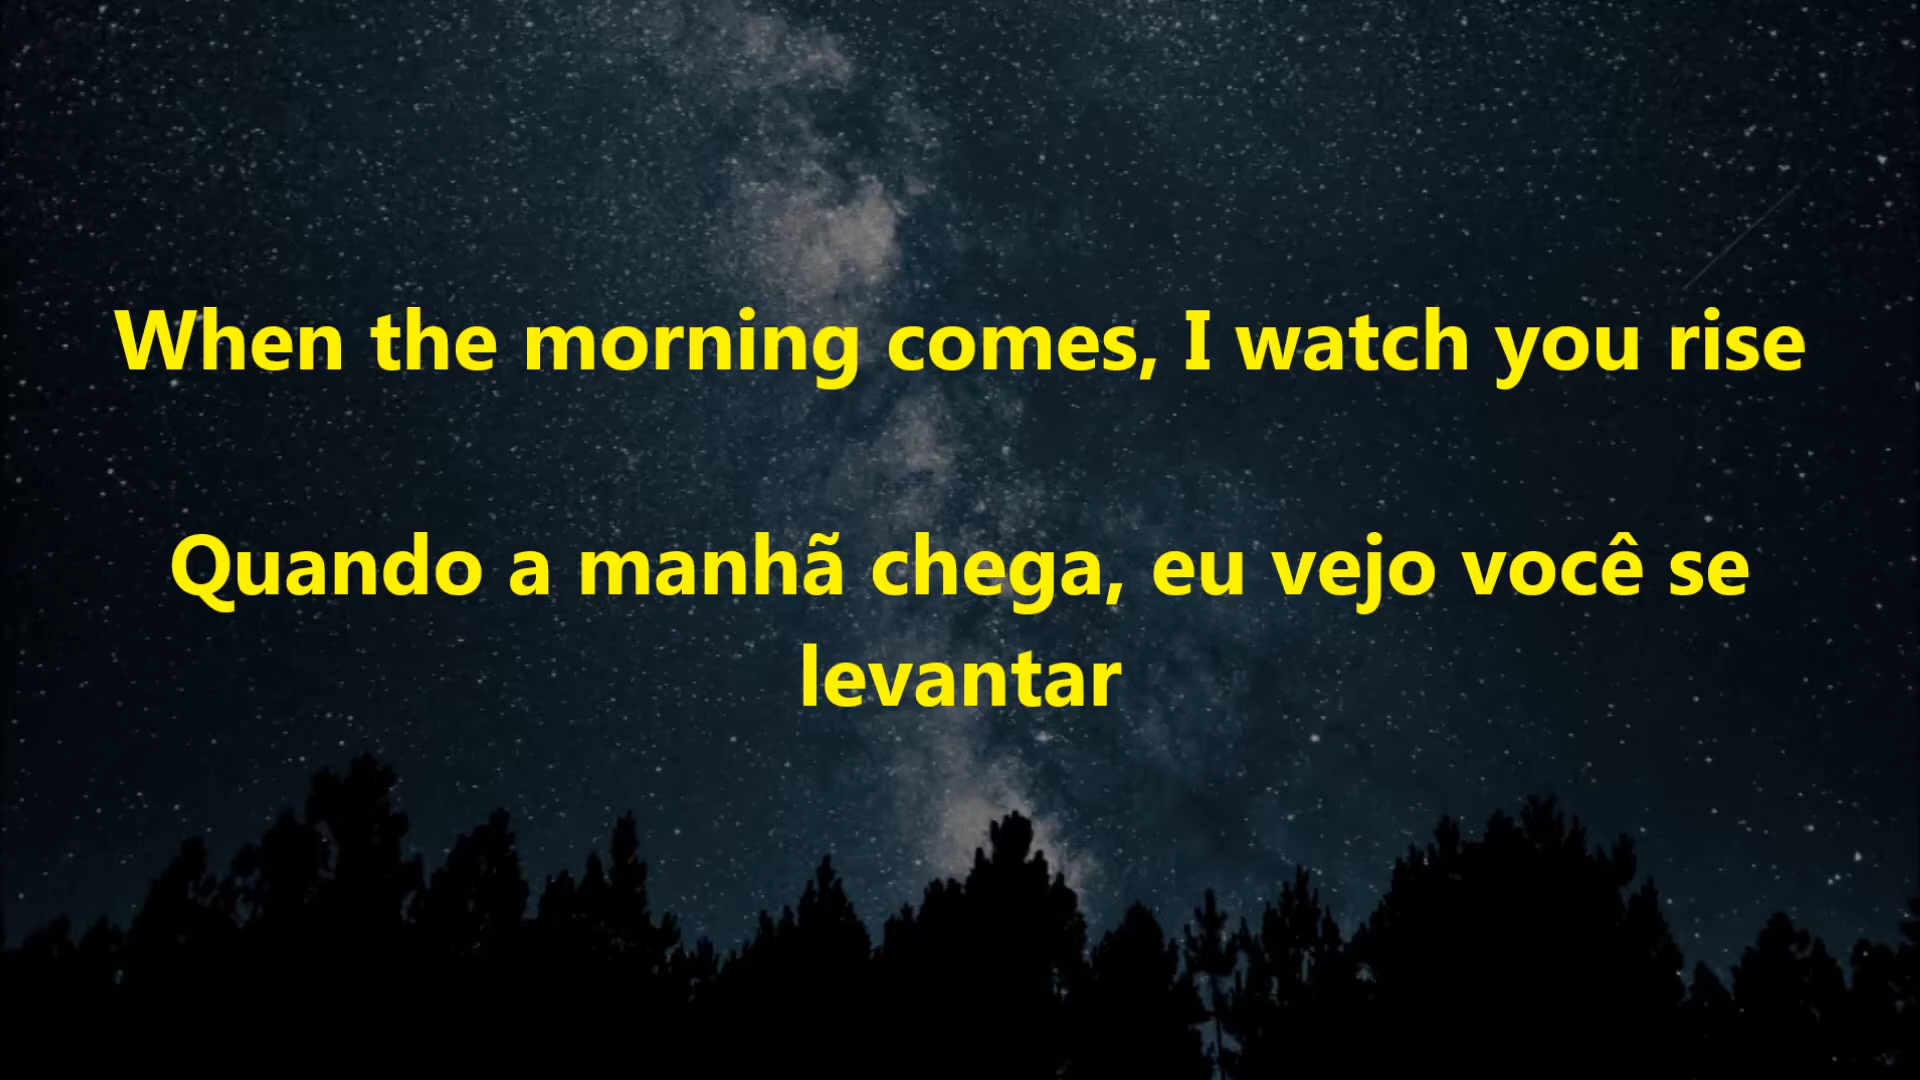 When the morning comes, I watch you rise
Quando a manhã chega, eu vejo você se
levantar